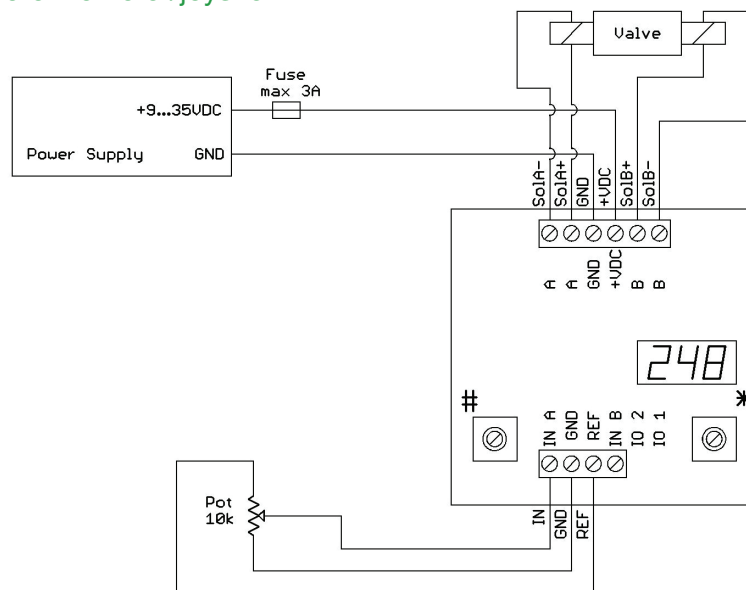 Valve
Fuse
max 3A
+9...35VDC
Power Supply
GND
SolA-
SolA+
GND
+VDC
SolB+
SolB-
A
A
GND
+VDC
B
B
248
#
*
IN A
GND
REF
IN B
IO 2
IO 1
Pot
10k
IN
GND
REF